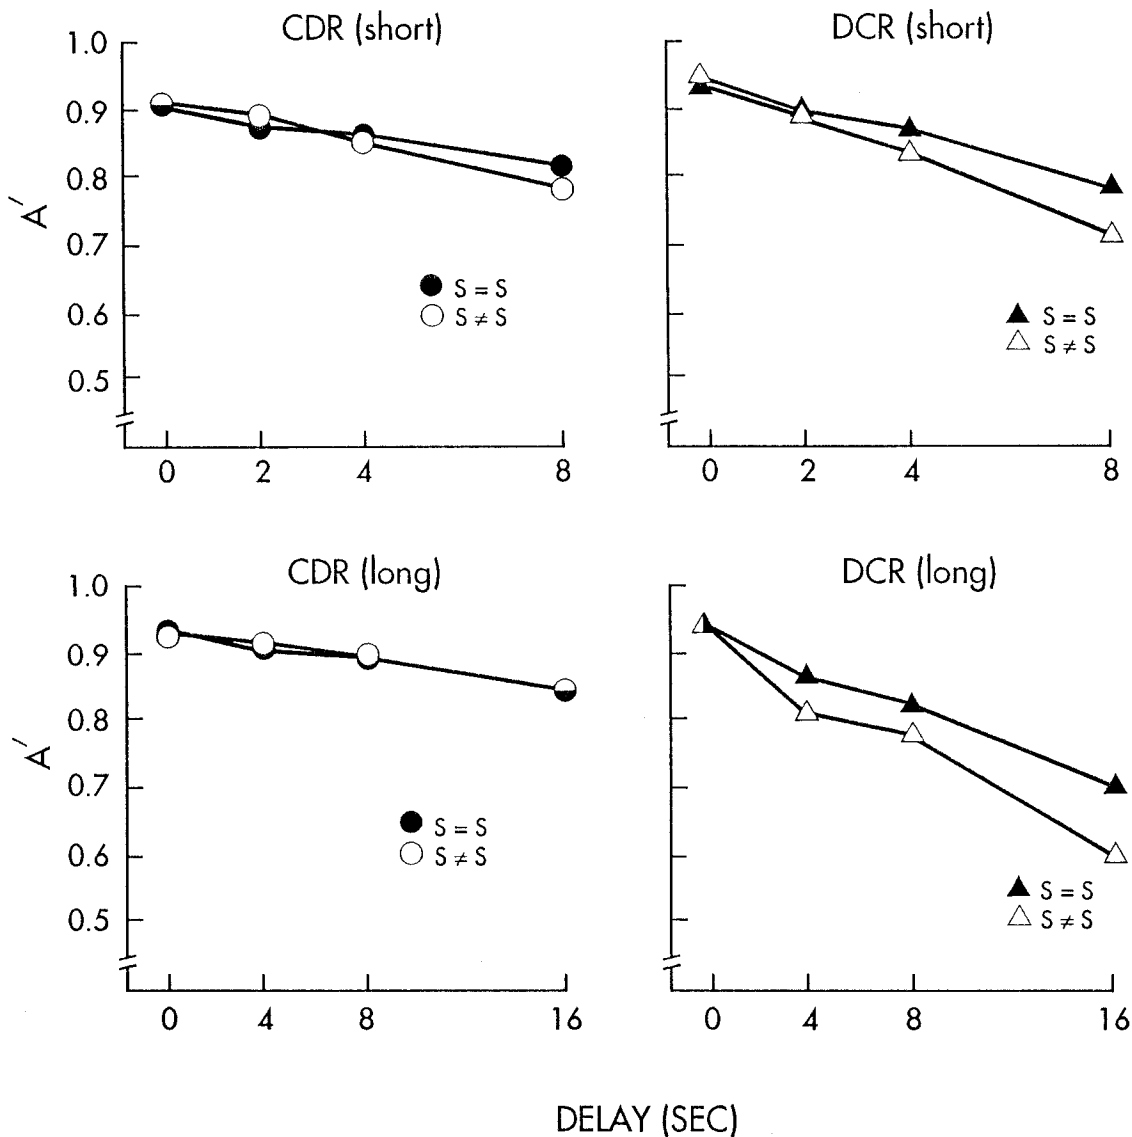 CDR (short)
1.0
0.9
0.8
0.7
0.6
0.5
A′
S = S
S ≠ S
0 2 4 8
DCR (short)
S = S
S ≠ S
0 2 4 8
CDR (long)
1.0
0.9
0.8
0.7
0.6
0.5
A′
S = S
S ≠ S
0 4 8 16
DCR (long)
S = S
S ≠ S
0 4 8 16
DELAY (SEC)